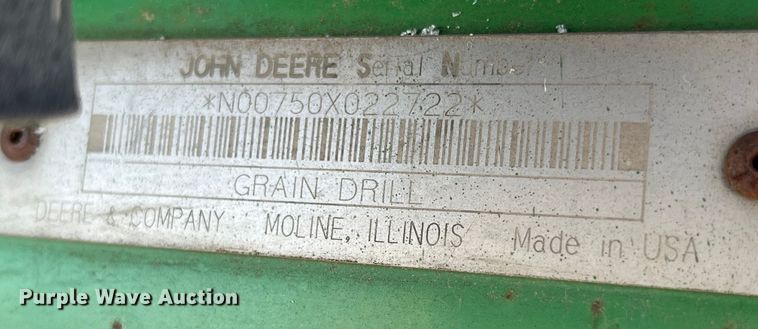 JOHN DEERE Serial Number
*N00750X022722*
GRAIN DRILL
DEERE & COMPANY MOLINE, ILLINOIS Made in USA
Purple Wave Auction